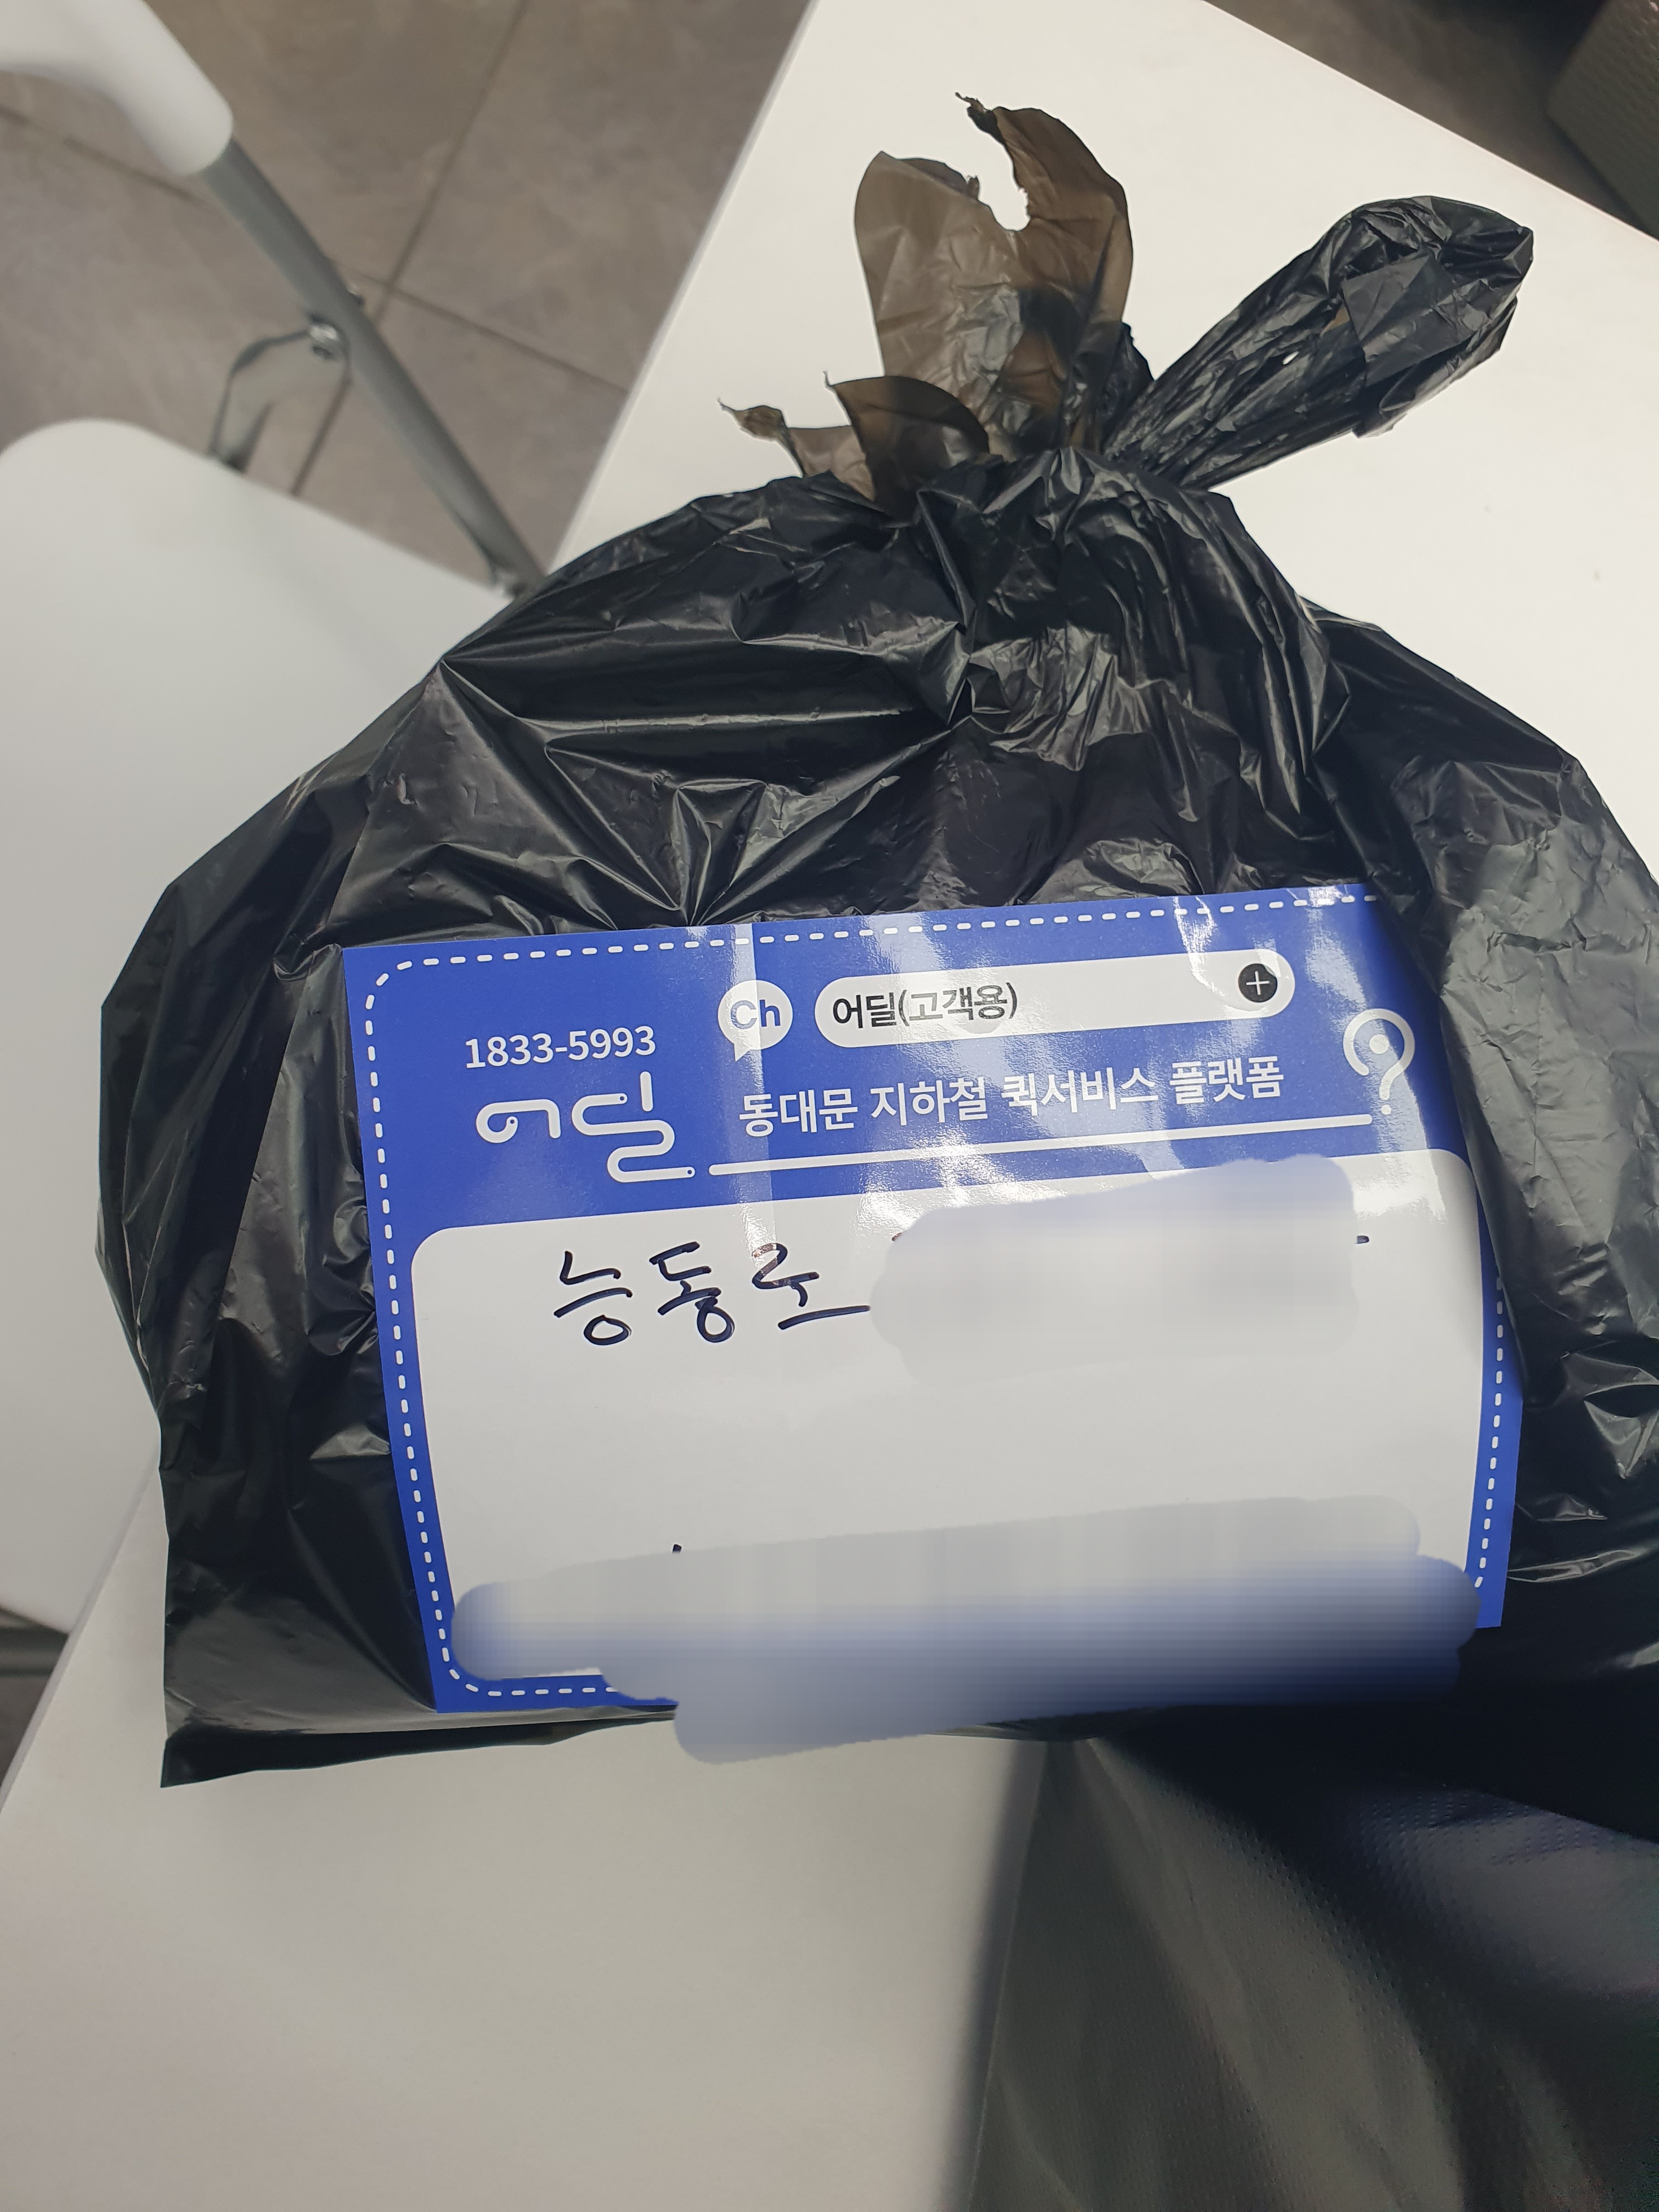 Ch 어딜(고객용)
1833-5993
어딜 동대문 지하철 퀵서비스 플랫폼
능동로